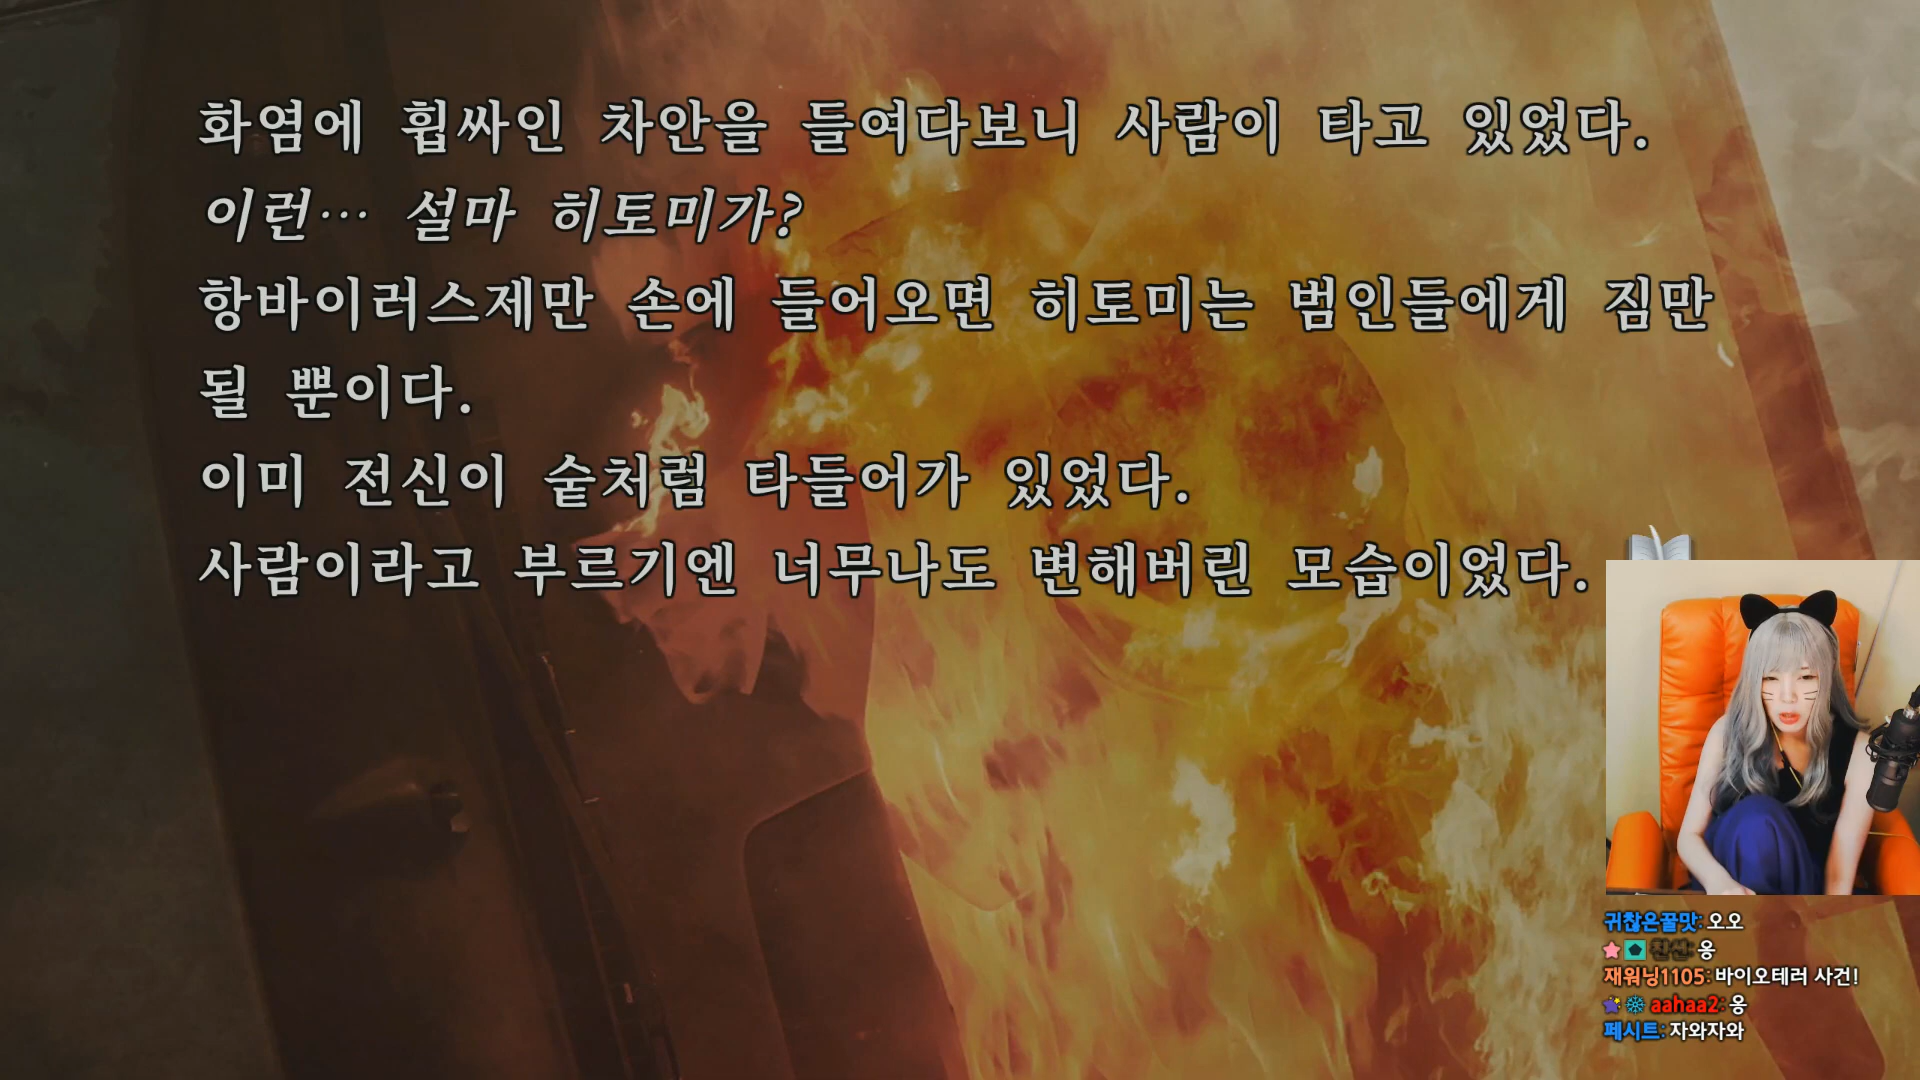 화염에 휩싸인 차안을 들여다보니 사람이 타고 있었다.
이런… 설마 히토미가?
항바이러스제만 손에 들어오면 히토미는 범인들에게 짐만
될 뿐이다.
이미 전신이 숯처럼 타들어가 있었다.
사람이라고 부르기엔 너무나도 변해버린 모습이었다.
귀찮은꿀맛: 오오
웅
재워닝1105: 바이오테러 사건!
aahaa2: 웅
페시트: 자와자와